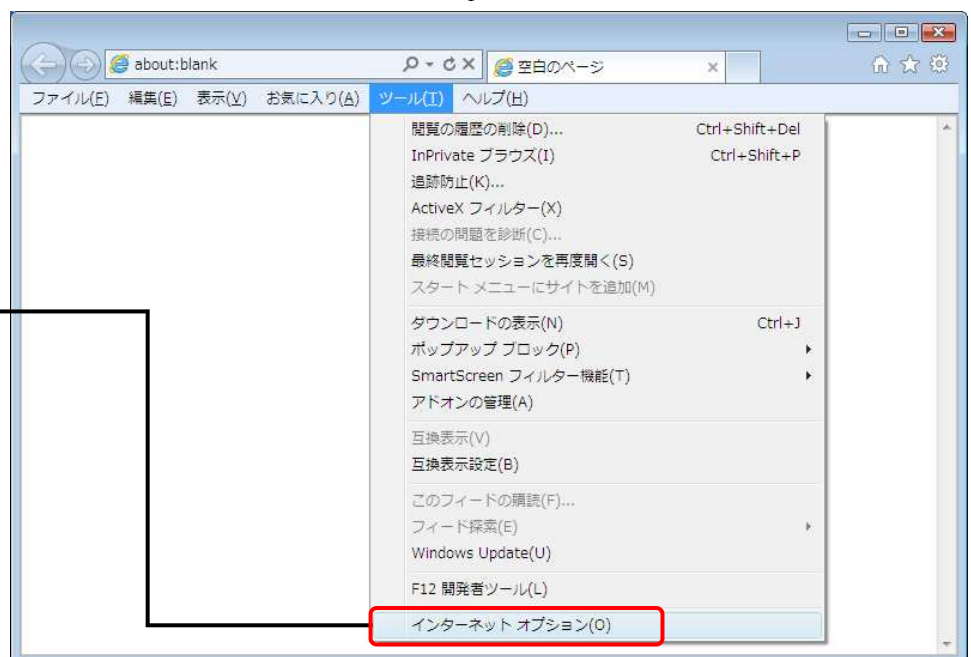 about:blank
空白のページ
ファイル(F) 編集(E) 表示(V) お気に入り(A) ツール(T) ヘルプ(H)
閲覧の履歴の削除(D)... Ctrl+Shift+Del
InPrivate ブラウズ(I) Ctrl+Shift+P
追跡防止(K)...
ActiveX フィルター(X)
接続の問題を診断(C)...
最終閲覧セッションを再度開く(S)
スタート メニューにサイトを追加(M)
ダウンロードの表示(N) Ctrl+J
ポップアップ ブロック(P)
SmartScreen フィルター機能(T)
アドオンの管理(A)
互換表示(V)
互換表示設定(B)
このフィードの購読(F)...
フィード探索(E)
Windows Update(U)
F12 開発者ツール(L)
インターネット オプション(O)